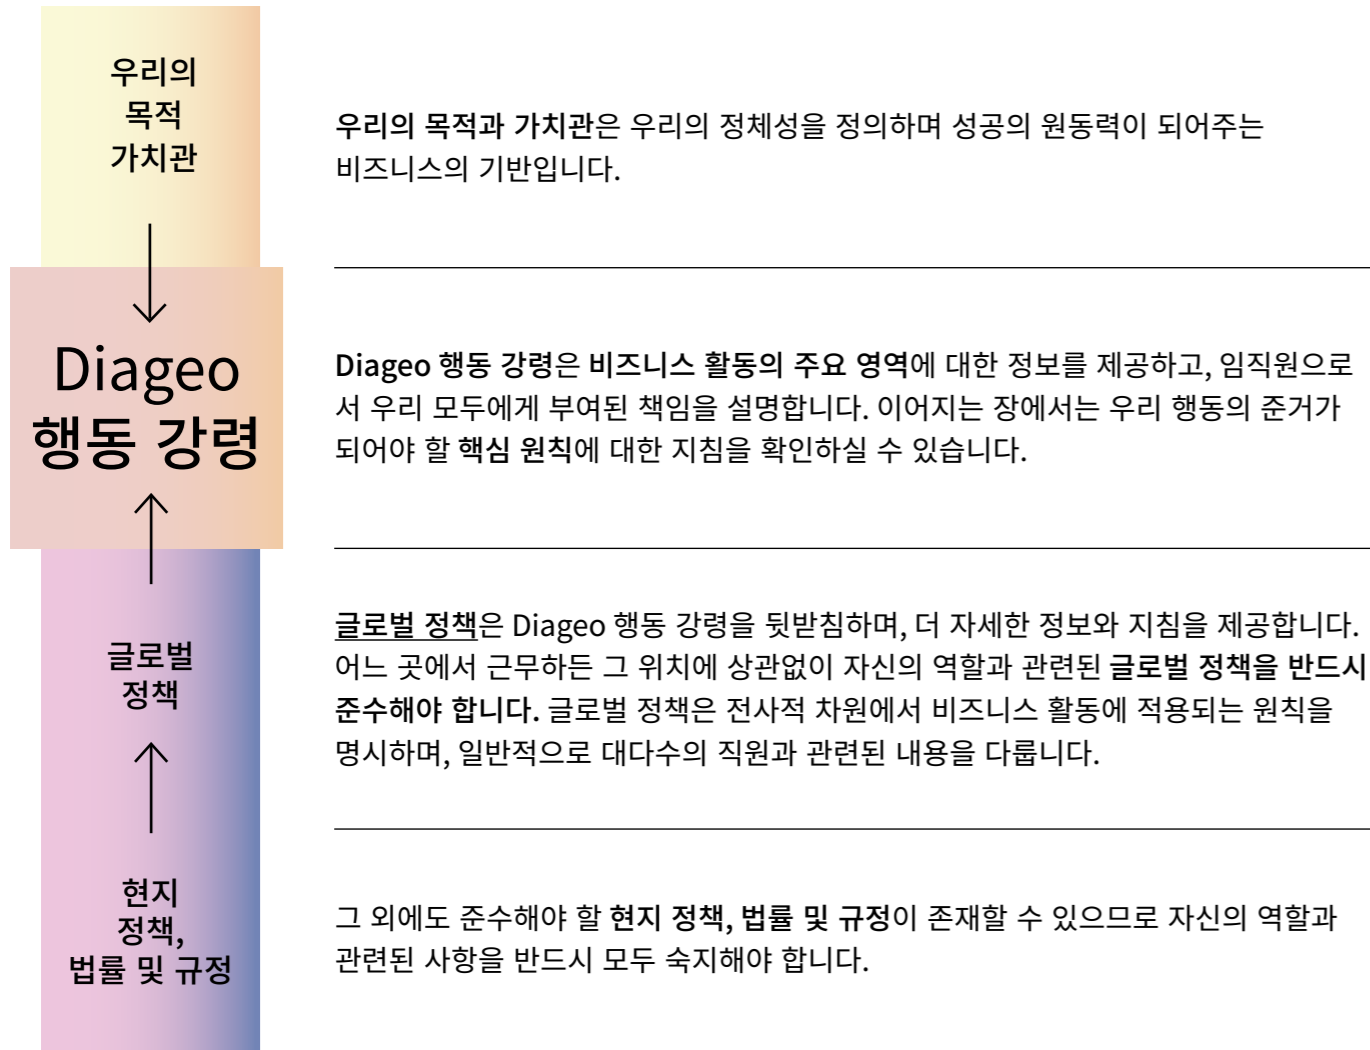 우리의
목적
가치관
우리의 목적과 가치관은 우리의 정체성을 정의하며 성공의 원동력이 되어주는
비즈니스의 기반입니다.
Diageo
행동 강령
Diageo 행동 강령은 비즈니스 활동의 주요 영역에 대한 정보를 제공하고, 임직원으로
서 우리 모두에게 부여된 책임을 설명합니다. 이어지는 장에서는 우리 행동의 준거가
되어야 할 핵심 원칙에 대한 지침을 확인하실 수 있습니다.
글로벌
정책
글로벌 정책은 Diageo 행동 강령을 뒷받침하며, 더 자세한 정보와 지침을 제공합니다.
어느 곳에서 근무하든 그 위치에 상관없이 자신의 역할과 관련된 글로벌 정책을 반드시
준수해야 합니다. 글로벌 정책은 전사적 차원에서 비즈니스 활동에 적용되는 원칙을
명시하며, 일반적으로 대다수의 직원과 관련된 내용을 다룹니다.
현지
정책,
법률 및 규정
그 외에도 준수해야 할 현지 정책, 법률 및 규정이 존재할 수 있으므로 자신의 역할과
관련된 사항을 반드시 모두 숙지해야 합니다.